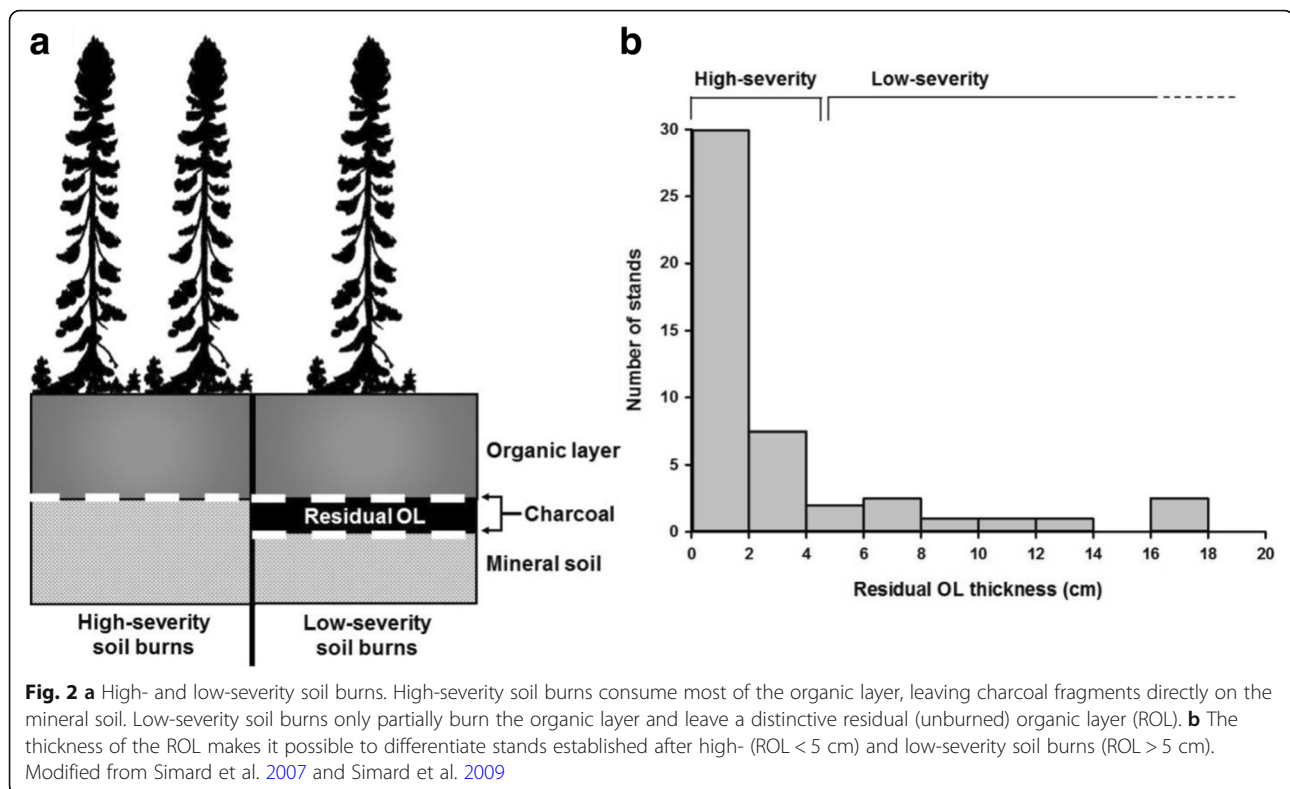 a
Organic layer
Residual OL
Charcoal
Mineral soil
High-severity
soil burns
Low-severity
soil burns
b
High-severity
Low-severity
Number of stands
30
25
20
15
10
5
0
0 2 4 6 8 10 12 14 16 18 20
Residual OL thickness (cm)
Fig. 2 a High- and low-severity soil burns. High-severity soil burns consume most of the organic layer, leaving charcoal fragments directly on the
mineral soil. Low-severity soil burns only partially burn the organic layer and leave a distinctive residual (unburned) organic layer (ROL). b The
thickness of the ROL makes it possible to differentiate stands established after high- (ROL < 5 cm) and low-severity soil burns (ROL > 5 cm).
Modified from Simard et al. 2007 and Simard et al. 2009